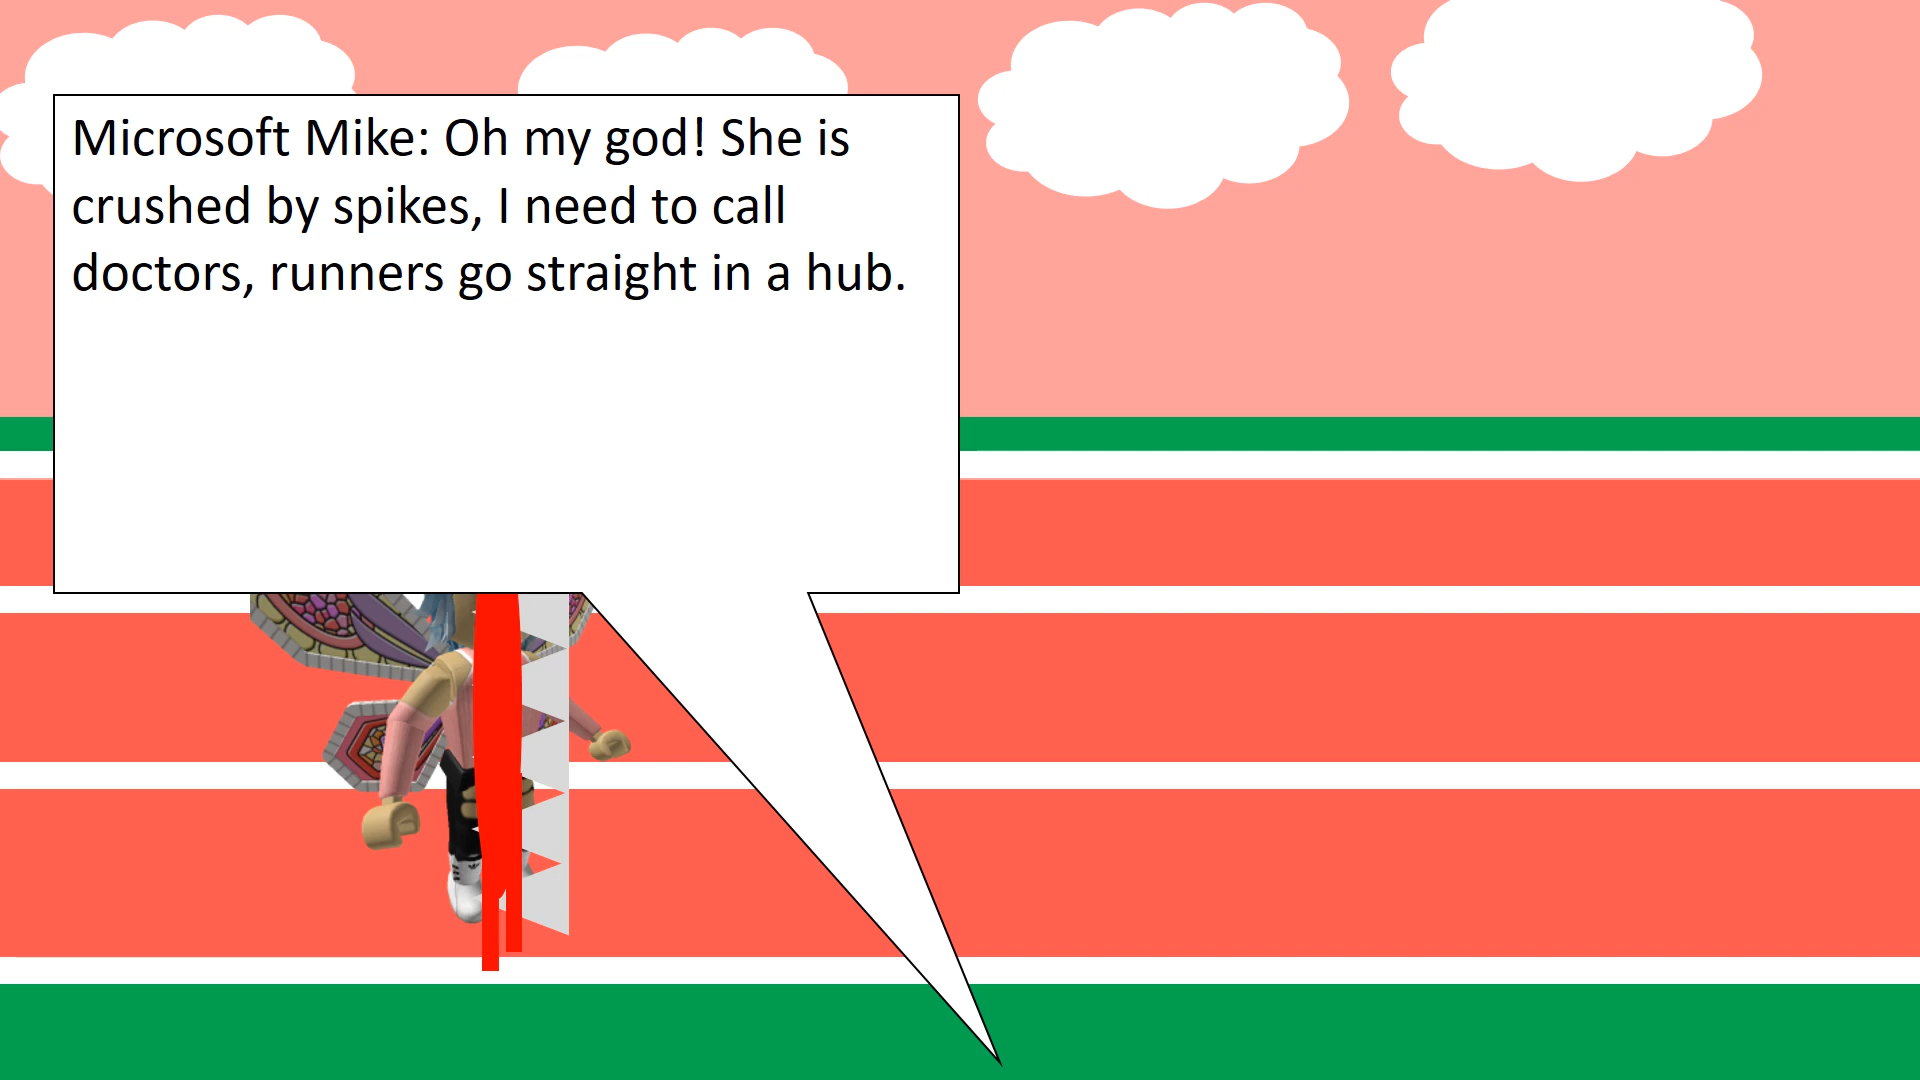 Microsoft Mike: Oh my god! She is
crushed by spikes, I need to call
doctors, runners go straight in a hub.